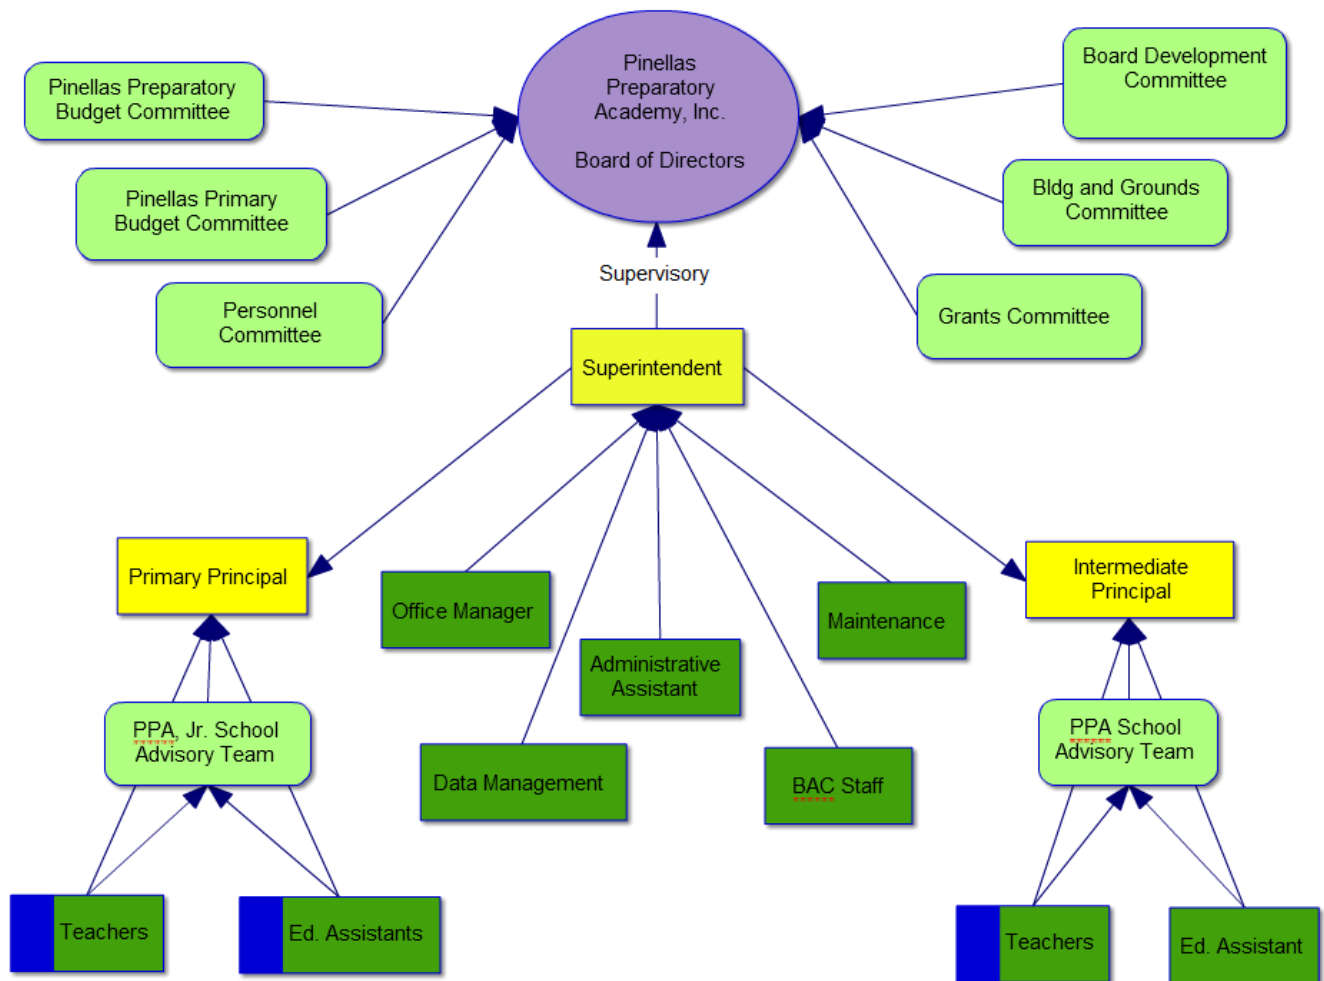 Pinellas
Preparatory
Academy, Inc.
Board of Directors
Pinellas Preparatory
Budget Committee
Board Development
Committee
Pinellas Primary
Budget Committee
Bldg and Grounds
Committee
Personnel
Committee
Grants Committee
Supervisory
Superintendent
Primary Principal
Intermediate
Principal
Office Manager
Maintenance
Administrative
Assistant
Data Management
BAC Staff
PPA, Jr. School
Advisory Team
PPA School
Advisory Team
Teachers
Ed. Assistants
Teachers
Ed. Assistant